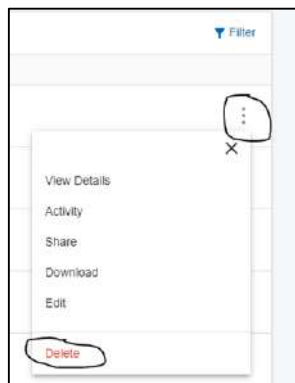 Filter
View Details
Activity
Share
Download
Edit
Delete